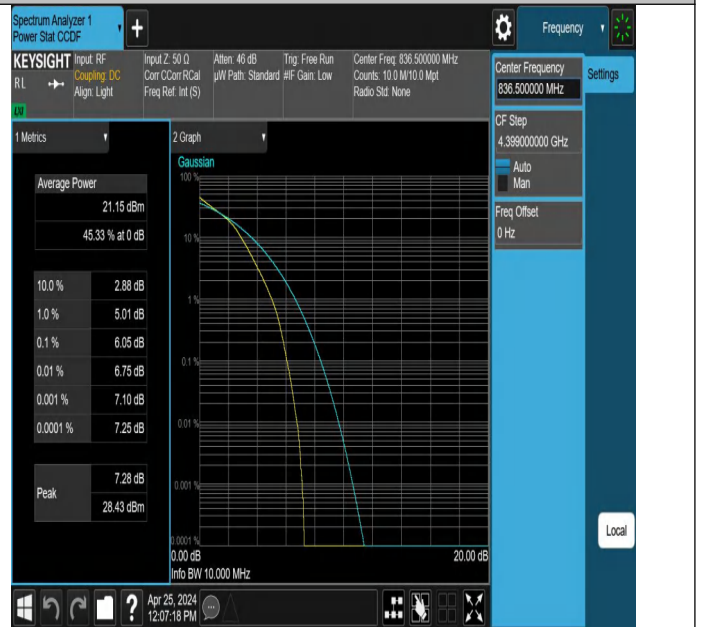 Spectrum Analyzer 1
Power Stat CCDF
+
Frequency
KEYSIGHT
RL
LXI
Input: RF
Coupling: DC
Align: Light
Input Z: 50 Ω
Corr CCorr RCal
Freq Ref: Int (S)
Atten: 46 dB
µW Path: Standard
Trig: Free Run
#IF Gain: Low
Center Freq: 836.500000 MHz
Counts: 10.0 M/10.0 Mpt
Radio Std: None
Center Frequency
836.500000 MHz
Settings
CF Step
4.399000000 GHz
Auto
Man
Freq Offset
0 Hz
1 Metrics
Average Power
21.15 dBm
45.33 % at 0 dB
10.0 % 2.88 dB
1.0 % 5.01 dB
0.1 % 6.05 dB
0.01 % 6.75 dB
0.001 % 7.10 dB
0.0001 % 7.25 dB
Peak
7.28 dB
28.43 dBm
2 Graph
Gaussian
100 %
10 %
1 %
0.1 %
0.01 %
0.001 %
0.0001 %
0.00 dB 20.00 dB
Info BW 10.000 MHz
Local
?
Apr 25, 2024
12:07:18 PM